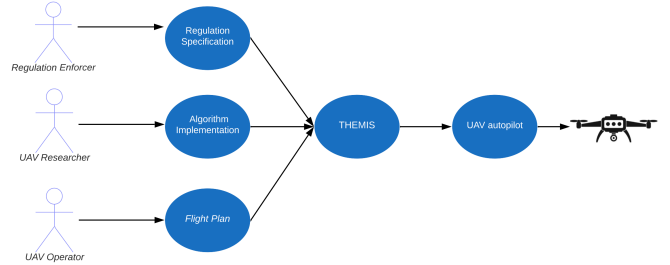 Regulation
Specification
Regulation Enforcer
Algorithm
Implementation
THEMIS
UAV autopilot
UAV Researcher
Flight Plan
UAV Operator